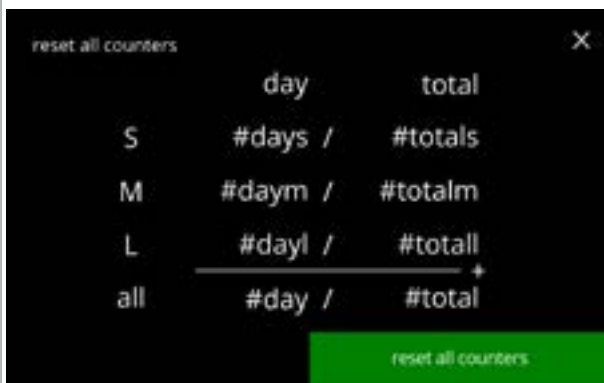 reset all counters ×
day total
S #days / #totals
M #daym / #totalm
L #dayl / #totall
+
all #day / #total
reset all counters